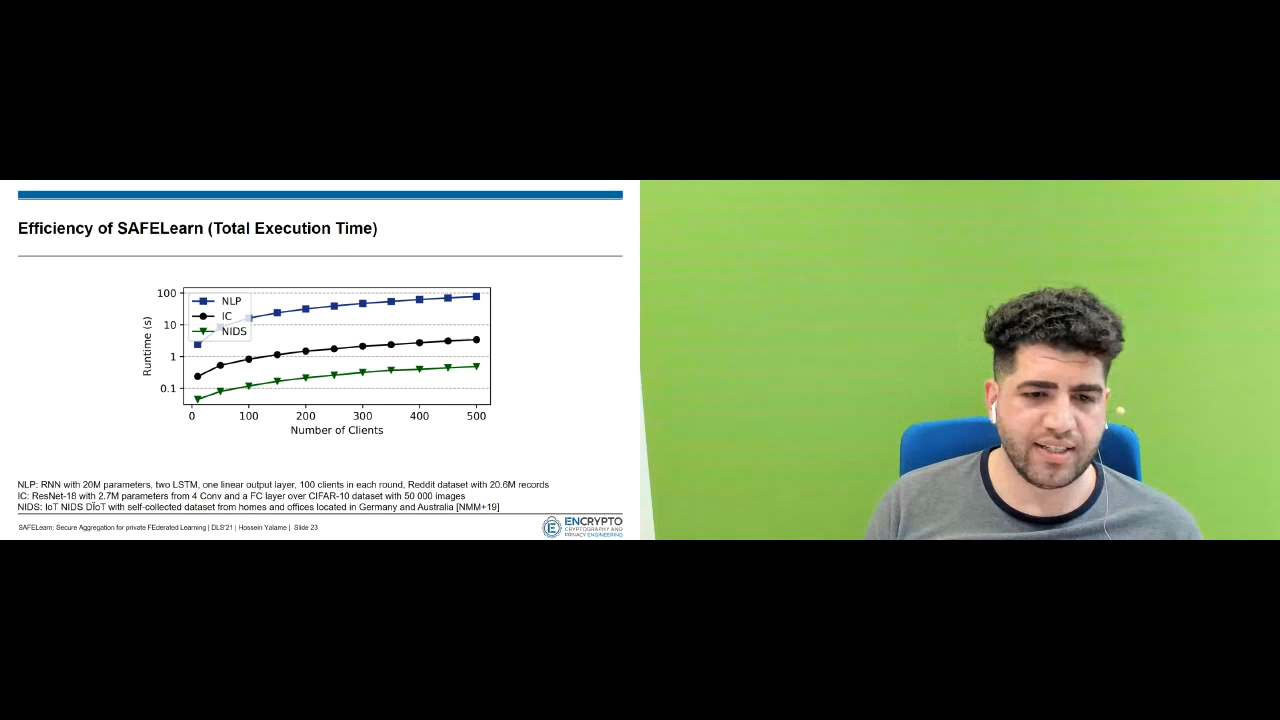 Efficiency of SAFELearn (Total Execution Time)
100
10
1
0.1
Runtime (s)
NLP
IC
NIDS
0 100 200 300 400 500
Number of Clients
NLP: RNN with 20M parameters, two LSTM, one linear output layer, 100 clients in each round, Reddit dataset with 20.6M records
IC: ResNet-18 with 2.7M parameters from 4 Conv and a FC layer over CIFAR-10 dataset with 50 000 images
NIDS: IoT NIDS DÏoT with self-collected dataset from homes and offices located in Germany and Australia [NMM+19]
SAFELearn: Secure Aggregation for private FEderated Learning | DLS'21 | Hossein Yalame | Slide 23
ENCRYPTO
CRYPTOGRAPHY AND
PRIVACY ENGINEERING